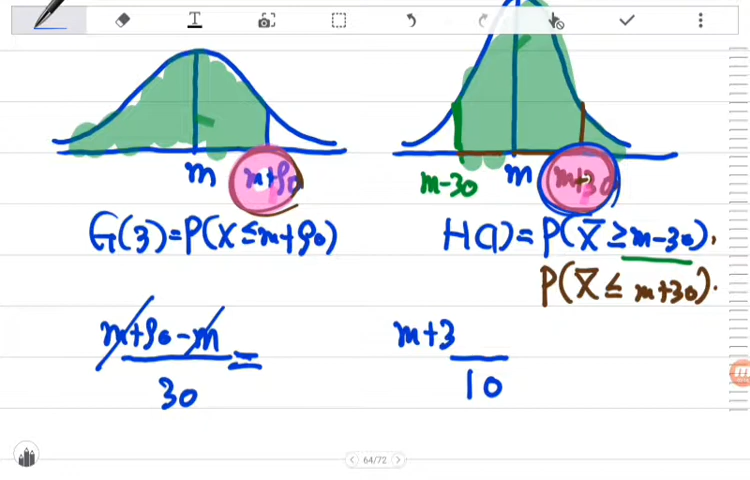 m
m+90
m-30
m
m+30
G(3)=P(X≤m+90)
H(1)=P(X̄≥m-30).
P(X̄≤m+30).
m+90-m
30
=
m+3
10
64/72